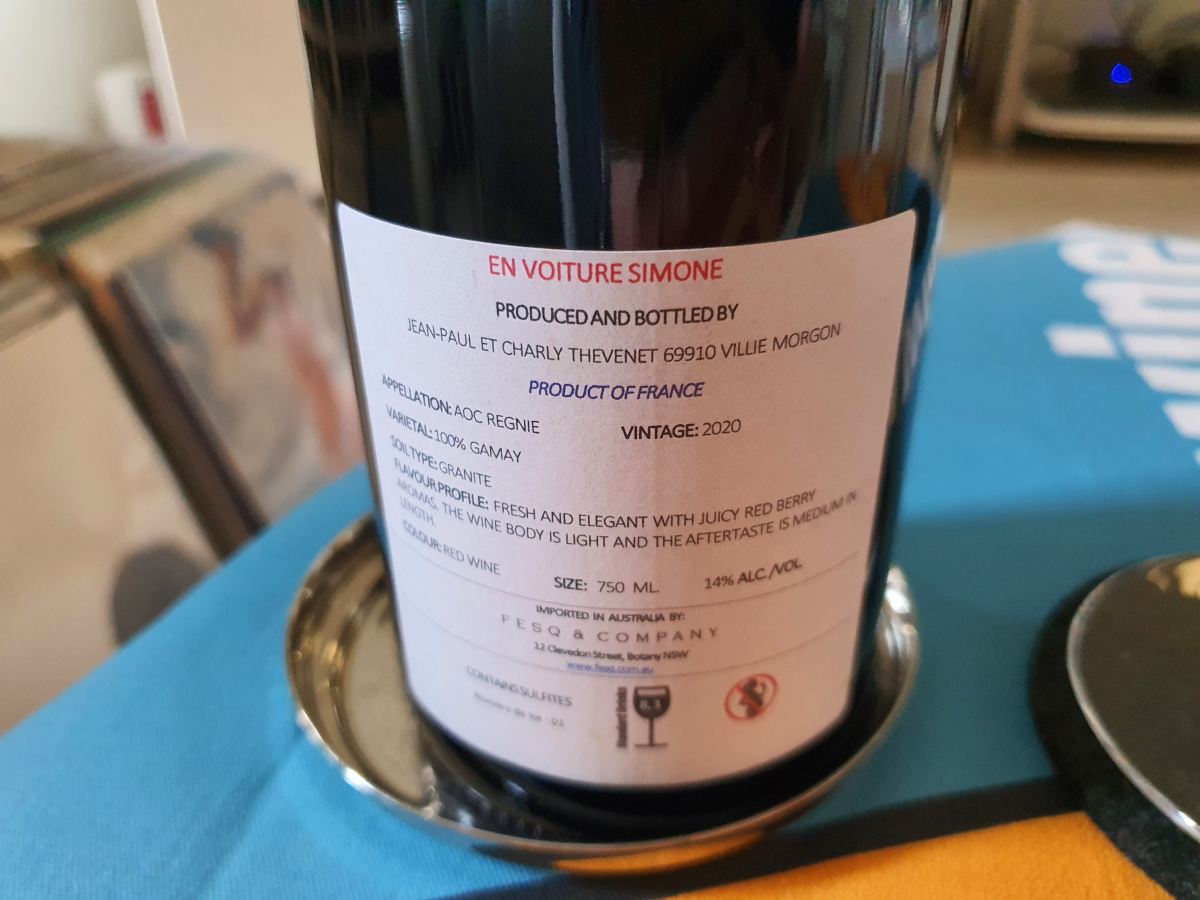 EN VOITURE SIMONE
PRODUCED AND BOTTLED BY
JEAN-PAUL ET CHARLY THEVENET 69910 VILLIE MORGON
PRODUCT OF FRANCE
APPELLATION: AOC REGNIE
VINTAGE: 2020
VARIETAL: 100% GAMAY
SOIL TYPE: GRANITE
FLAVOUR PROFILE: FRESH AND ELEGANT WITH JUICY RED BERRY
AROMAS. THE WINE BODY IS LIGHT AND THE AFTERTASTE IS MEDIUM IN
LENGTH.
COLOUR: RED WINE
SIZE: 750 ML.
14% ALC./VOL
IMPORTED IN AUSTRALIA BY:
FESQ & COMPANY
12 Clevedon Street, Botany NSW
www.fesq.com.au
CONTAINS SULFITES
Numéro de lot : 01
Standard Drinks
8,3